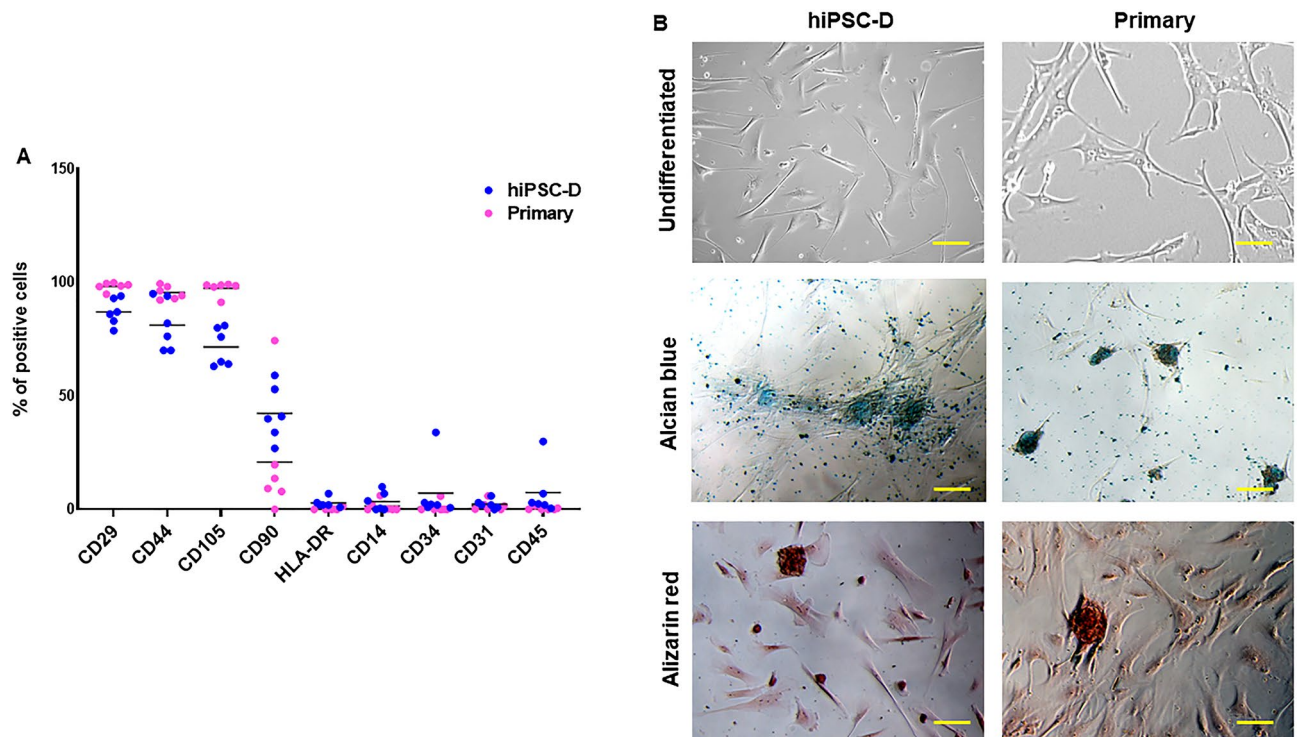 A
150
100
50
0
% of positive cells
hiPSC-D
Primary
CD29
CD44
CD105
CD90
HLA-DR
CD14
CD34
CD31
CD45
B
hiPSC-D
Primary
Undifferentiated
Alcian blue
Alizarin red